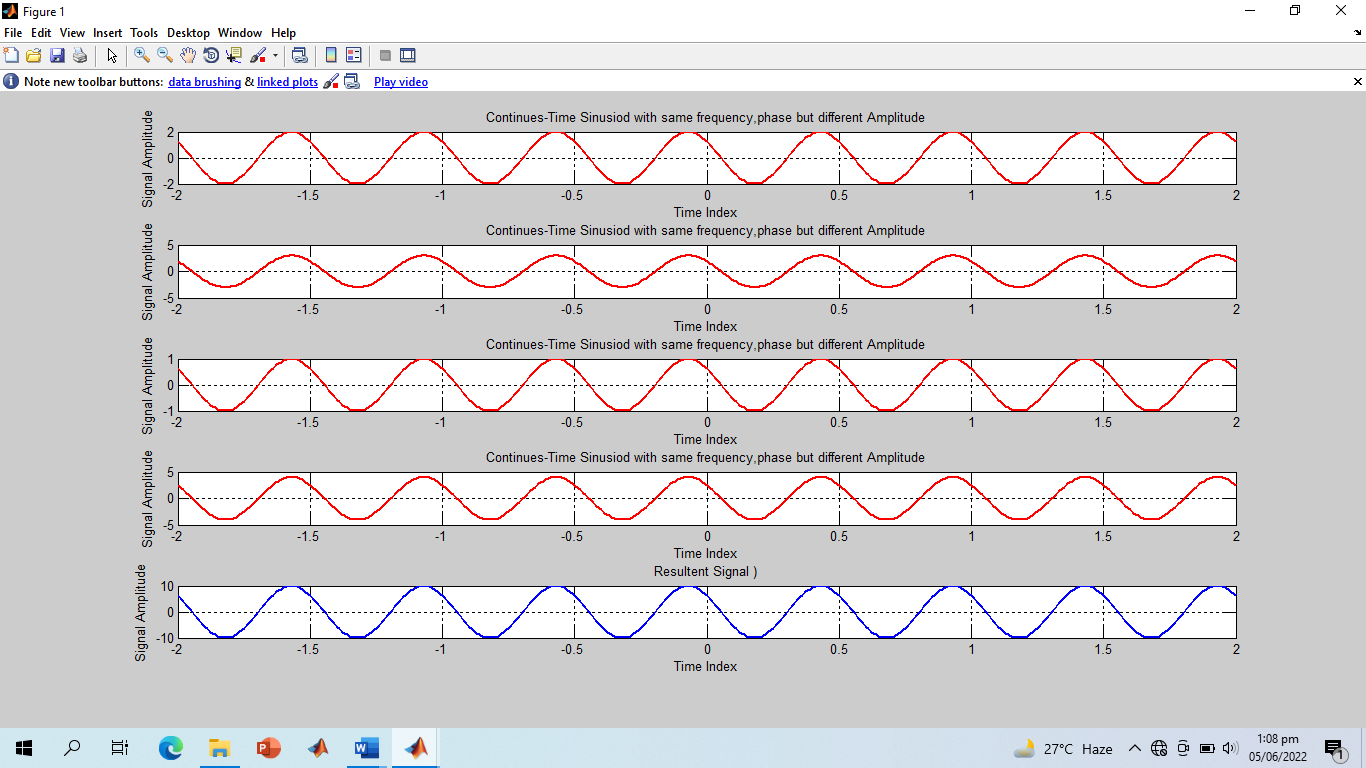 Figure 1
File Edit View Insert Tools Desktop Window Help
Note new toolbar buttons: data brushing & linked plots Play video
Continues-Time Sinusiod with same frequency,phase but different Amplitude
Signal Amplitude
2
0
-2
-2 -1.5 -1 -0.5 0 0.5 1 1.5 2
Time Index
Continues-Time Sinusiod with same frequency,phase but different Amplitude
Signal Amplitude
5
0
-5
-2 -1.5 -1 -0.5 0 0.5 1 1.5 2
Time Index
Continues-Time Sinusiod with same frequency,phase but different Amplitude
Signal Amplitude
1
0
-1
-2 -1.5 -1 -0.5 0 0.5 1 1.5 2
Time Index
Continues-Time Sinusiod with same frequency,phase but different Amplitude
Signal Amplitude
5
0
-5
-2 -1.5 -1 -0.5 0 0.5 1 1.5 2
Time Index
Resultent Signal )
Signal Amplitude
10
0
-10
-2 -1.5 -1 -0.5 0 0.5 1 1.5 2
Time Index
27°C Haze
1:08 pm
05/06/2022
1